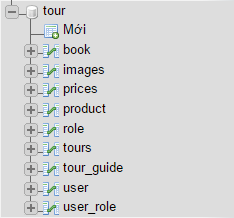 tour
Mới
book
images
prices
product
role
tours
tour_guide
user
user_role